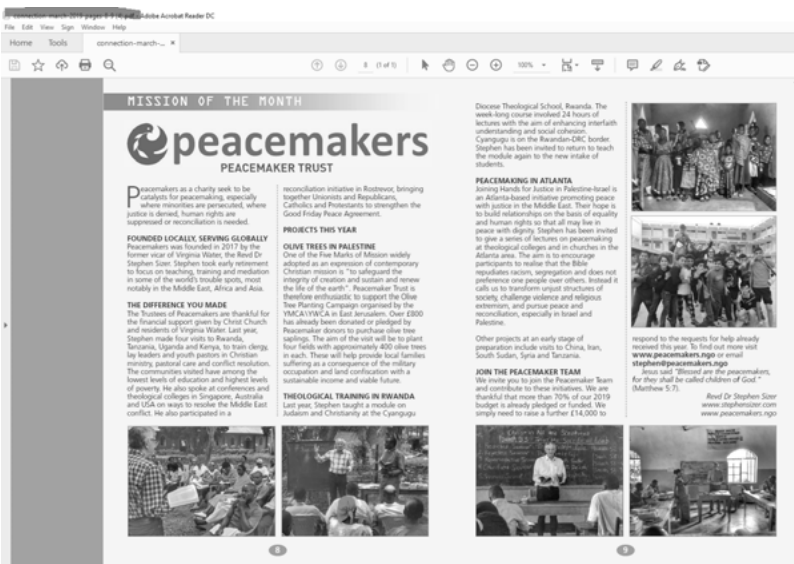 connection-march-2019-pages-8-9
Adobe Acrobat Reader DC
File Edit View Sign Window Help
Home Tools connection-march-... ×
8 (1 of 1) 100%
MISSION OF THE MONTH
peacemakers
PEACEMAKER TRUST
Peacemakers as a charity seek to be
catalysts for peacemaking, especially
where minorities are persecuted, where
justice is denied, human rights are
suppressed or reconciliation is needed.
FOUNDED LOCALLY, SERVING GLOBALLY
Peacemakers was founded in 2017 by the
former vicar of Virginia Water, the Revd Dr
Stephen Sizer. Stephen took early retirement
to focus on teaching, training and mediation
in some of the world's trouble spots, most
notably in the Middle East, Africa and Asia.
THE DIFFERENCE YOU MADE
The Trustees of Peacemakers are thankful for
the financial support given by Christ Church
and residents of Virginia Water. Last year,
Stephen made four visits to Rwanda,
Tanzania, Uganda and Kenya, to train clergy,
lay leaders and youth pastors in Christian
ministry, pastoral care and conflict resolution.
The communities visited have among the
lowest levels of education and highest levels
of poverty. He also spoke at conferences and
theological colleges in Singapore, Australia
and USA on ways to resolve the Middle East
conflict. He also participated in a
reconciliation initiative in Rostrevor, bringing
together Unionists and Republicans,
Catholics and Protestants to strengthen the
Good Friday Peace Agreement.
PROJECTS THIS YEAR
OLIVE TREES IN PALESTINE
One of the Five Marks of Mission widely
adopted as an expression of contemporary
Christian mission is "to safeguard the
integrity of creation and sustain and renew
the life of the earth". Peacemaker Trust is
therefore enthusiastic to support the Olive
Tree Planting Campaign organised by the
YMCA\YWCA in East Jerusalem. Over £800
has already been donated or pledged by
Peacemaker donors to purchase olive tree
saplings. The aim of the visit will be to plant
four fields with approximately 400 olive trees
in each. These will help provide local families
suffering as a consequence of the military
occupation and land confiscation with a
sustainable income and viable future.
THEOLOGICAL TRAINING IN RWANDA
Last year, Stephen taught a module on
Judaism and Christianity at the Cyangugu
8
Diocese Theological School, Rwanda. The
week-long course involved 24 hours of
lectures with the aim of enhancing interfaith
understanding and social cohesion.
Cyangugu is on the Rwandan-DRC border.
Stephen has been invited to return to teach
the module again to the new intake of
students.
PEACEMAKING IN ATLANTA
Joining Hands for Justice in Palestine-Israel is
an Atlanta-based initiative promoting peace
with justice in the Middle East. Their hope is
to build relationships on the basis of equality
and human rights so that all may live in
peace with dignity. Stephen has been invited
to give a series of lectures on peacemaking
at theological colleges and in churches in the
Atlanta area. The aim is to encourage
participants to realise that the Bible
repudiates racism, segregation and does not
preference one people over others. Instead it
calls us to transform unjust structures of
society, challenge violence and religious
extremism, and pursue peace and
reconciliation, especially in Israel and
Palestine.
Other projects at an early stage of
preparation include visits to China, Iran,
South Sudan, Syria and Tanzania.
JOIN THE PEACEMAKER TEAM
We invite you to join the Peacemaker Team
and contribute to these initiatives. We are
thankful that more than 70% of our 2019
budget is already pledged or funded. We
simply need to raise a further £14,000 to
respond to the requests for help already
received this year. To find out more visit
www.peacemakers.ngo or email
stephen@peacemakers.ngo
Jesus said "Blessed are the peacemakers,
for they shall be called children of God."
(Matthew 5:7).
Revd Dr Stephen Sizer
www.stephensizer.com
www.peacemakers.ngo
9